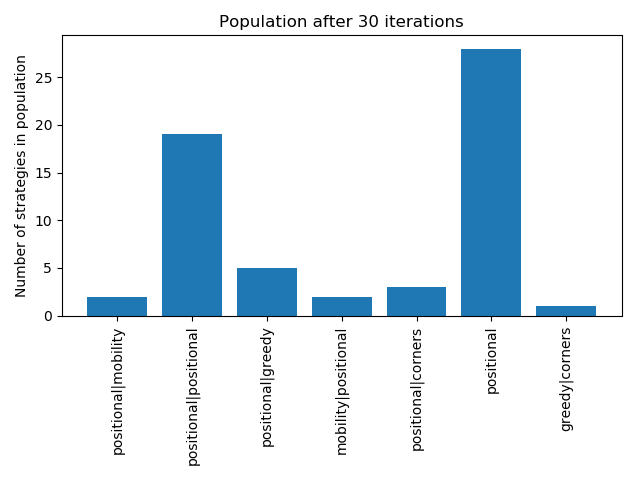 Population after 30 iterations
Number of strategies in population
25
20
15
10
5
0
positional|mobility
positional|positional
positional|greedy
mobility|positional
positional|corners
positional
greedy|corners